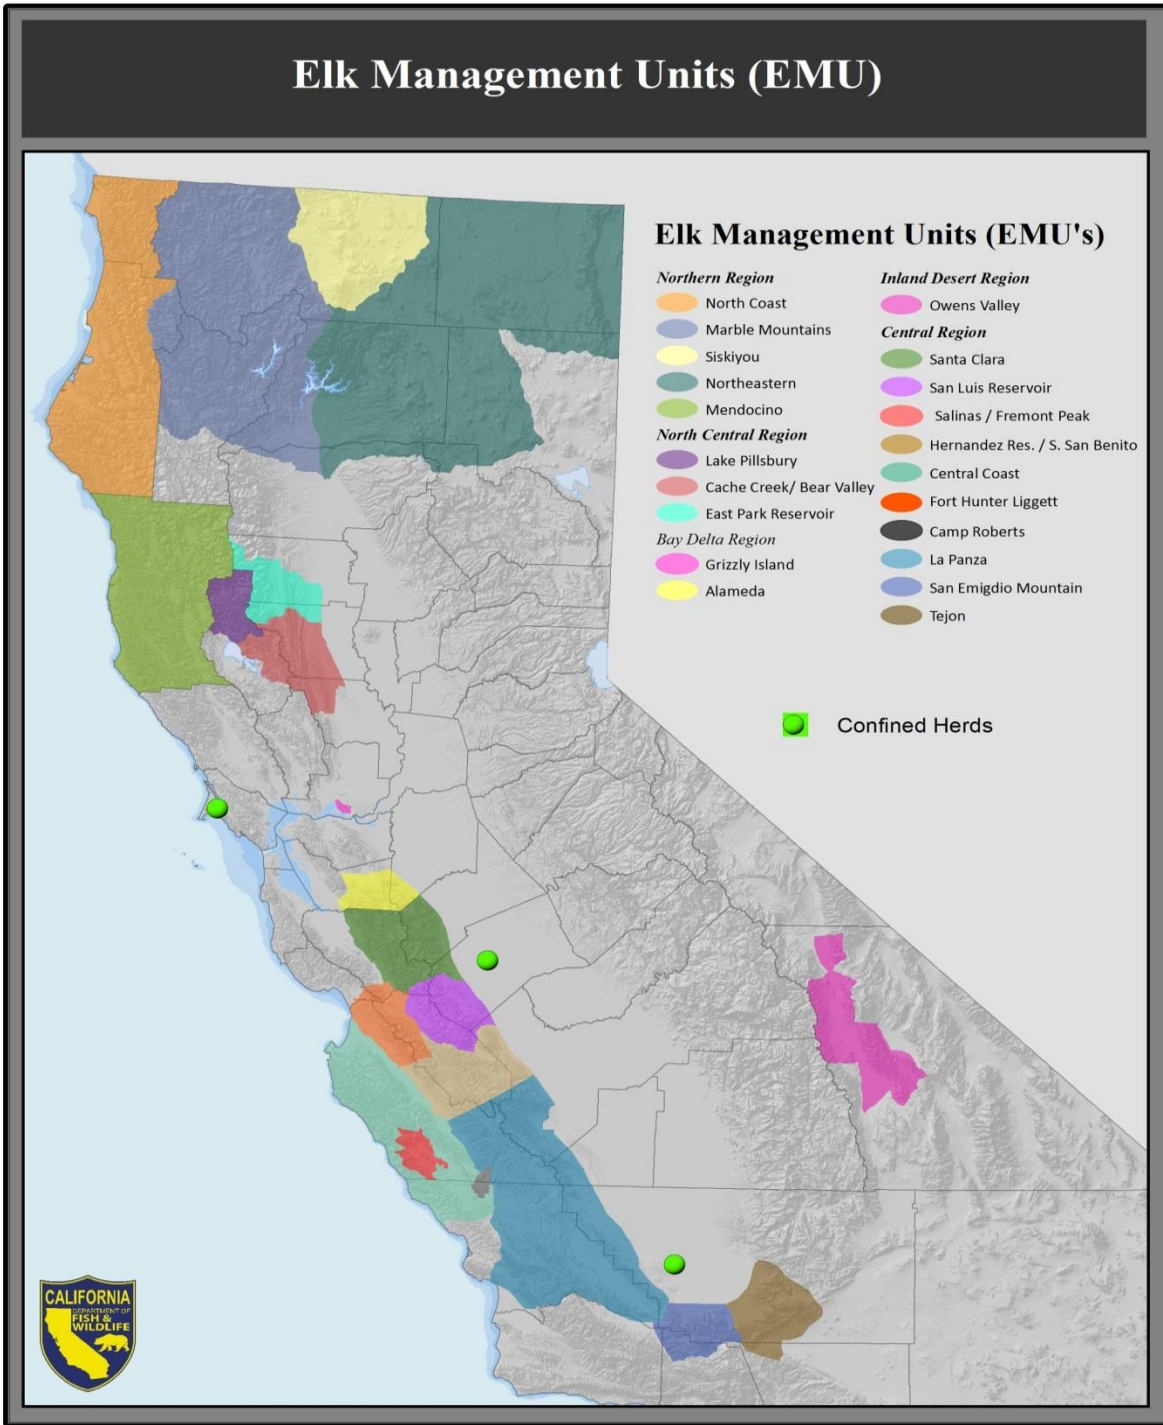 Elk Management Units (EMU)
Elk Management Units (EMU's)
Northern Region
North Coast
Marble Mountains
Siskiyou
Northeastern
Mendocino
North Central Region
Lake Pillsbury
Cache Creek/ Bear Valley
East Park Reservoir
Bay Delta Region
Grizzly Island
Alameda
Inland Desert Region
Owens Valley
Central Region
Santa Clara
San Luis Reservoir
Salinas / Fremont Peak
Hernandez Res. / S. San Benito
Central Coast
Fort Hunter Liggett
Camp Roberts
La Panza
San Emigdio Mountain
Tejon
Confined Herds
CALIFORNIA
DEPARTMENT OF
FISH &
WILDLIFE